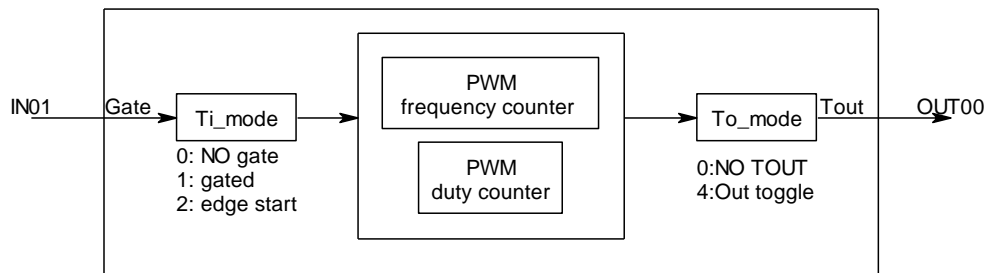 IN01
Gate
Ti_mode
0: NO gate
1: gated
2: edge start
PWM
frequency counter
PWM
duty counter
To_mode
0:NO TOUT
4:Out toggle
Tout
OUT00